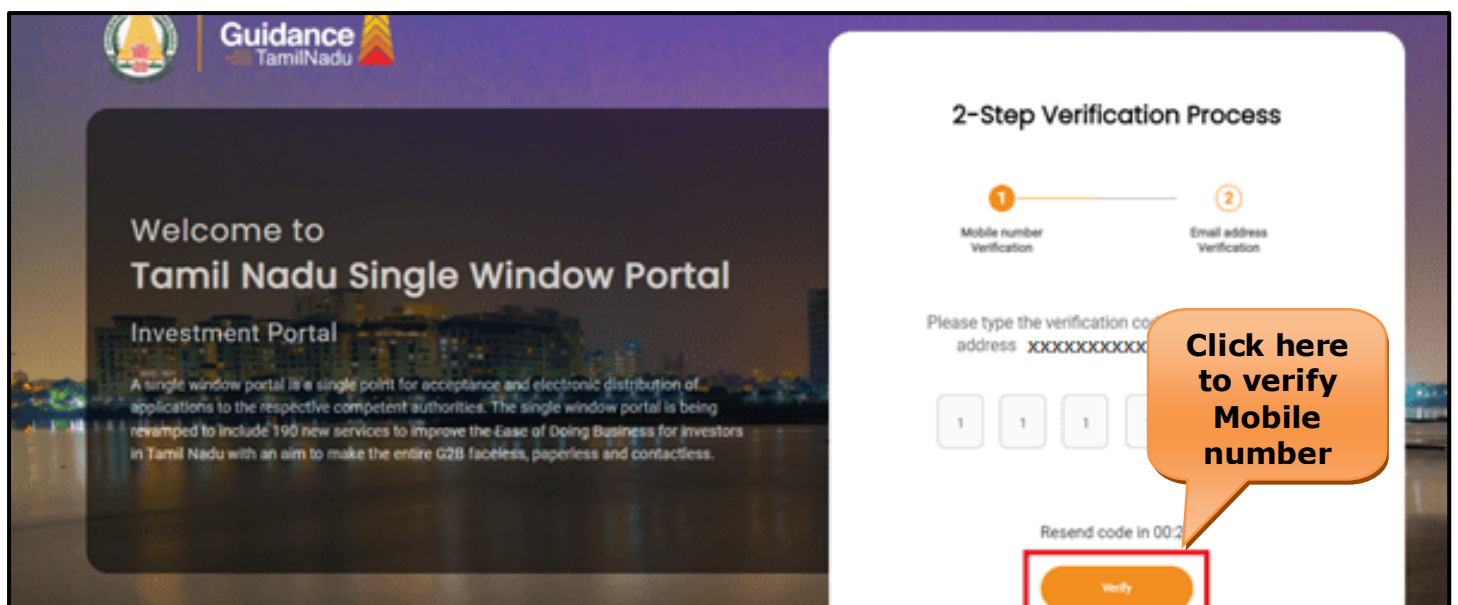 Guidance
TamilNadu
Welcome to
Tamil Nadu Single Window Portal
Investment Portal
A single window portal is a single point for acceptance and electronic distribution of
applications to the respective competent authorities. The single window portal is being
revamped to include 190 new services to improve the Ease of Doing Business for investors
in Tamil Nadu with an aim to make the entire G2B faceless, paperless and contactless.
2-Step Verification Process
1
2
Mobile number
Verification
Email address
Verification
Please type the verification
address xxxxxxxxxx
1 1 1
Resend code in
Verify
Click here
to verify
Mobile
number